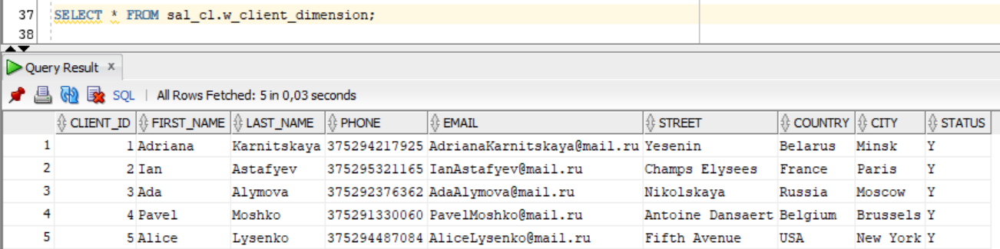 37 SELECT * FROM sal_cl.w_client_dimension;
38
Query Result x
SQL | All Rows Fetched: 5 in 0,03 seconds
CLIENT_ID FIRST_NAME LAST_NAME PHONE EMAIL STREET COUNTRY CITY STATUS
1 1 Adriana Karnitskaya 375294217925 AdrianaKarnitskaya@mail.ru Yesenin Belarus Minsk Y
2 2 Ian Astafyev 375295321165 IanAstafyev@mail.ru Champs Elysees France Paris Y
3 3 Ada Alymova 375292376362 AdaAlymova@mail.ru Nikolskaya Russia Moscow Y
4 4 Pavel Moshko 375291330060 PavelMoshko@mail.ru Antoine Dansaert Belgium Brussels Y
5 5 Alice Lysenko 375294487084 AliceLysenko@mail.ru Fifth Avenue USA New York Y